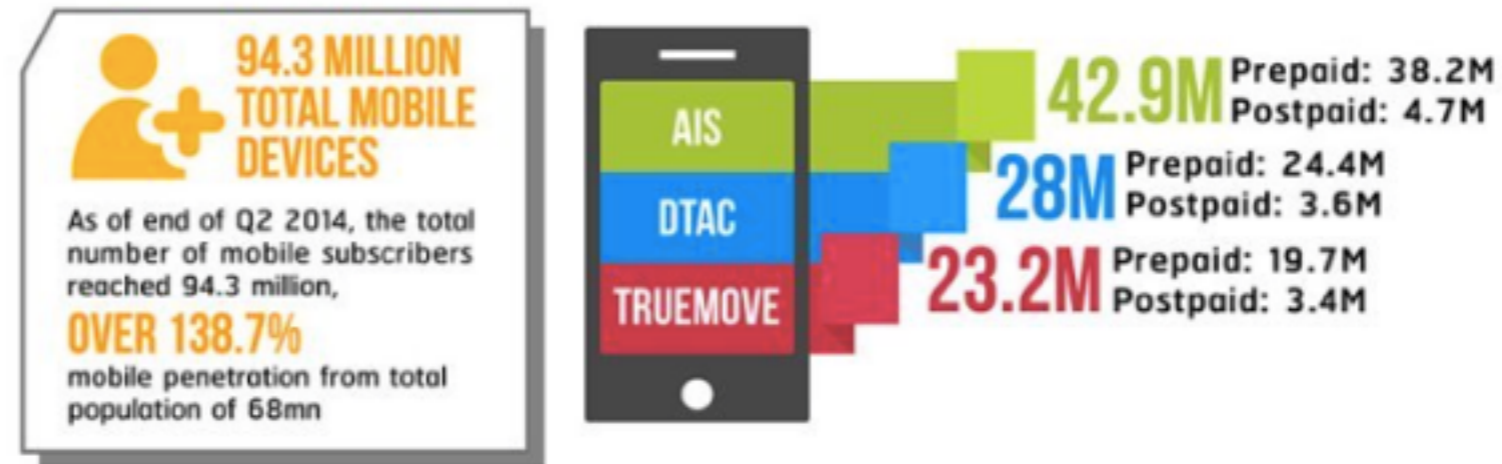 94.3 MILLION
TOTAL MOBILE
DEVICES
As of end of Q2 2014, the total
number of mobile subscribers
reached 94.3 million,
OVER 138.7%
mobile penetration from total
population of 68mn
AIS
42.9M
Prepaid: 38.2M
Postpaid: 4.7M
DTAC
28M
Prepaid: 24.4M
Postpaid: 3.6M
TRUEMOVE
23.2M
Prepaid: 19.7M
Postpaid: 3.4M